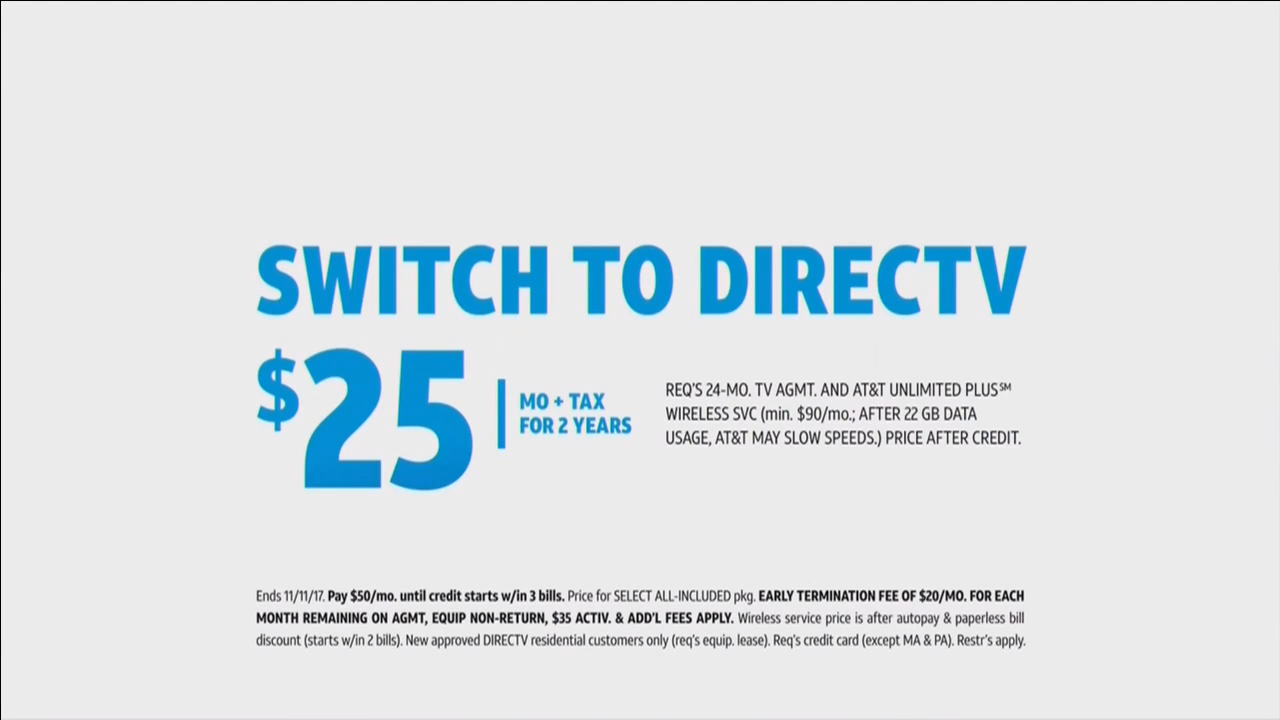 SWITCH TO DIRECTV
$25
MO + TAX
FOR 2 YEARS
REQ'S 24-MO. TV AGMT. AND AT&T UNLIMITED PLUS℠
WIRELESS SVC (min. $90/mo.; AFTER 22 GB DATA
USAGE, AT&T MAY SLOW SPEEDS.) PRICE AFTER CREDIT.
Ends 11/11/17. Pay $50/mo. until credit starts w/in 3 bills. Price for SELECT ALL-INCLUDED pkg. EARLY TERMINATION FEE OF $20/MO. FOR EACH
MONTH REMAINING ON AGMT, EQUIP NON-RETURN, $35 ACTIV. & ADD'L FEES APPLY. Wireless service price is after autopay & paperless bill
discount (starts w/in 2 bills). New approved DIRECTV residential customers only (req's equip. lease). Req's credit card (except MA & PA). Restr's apply.